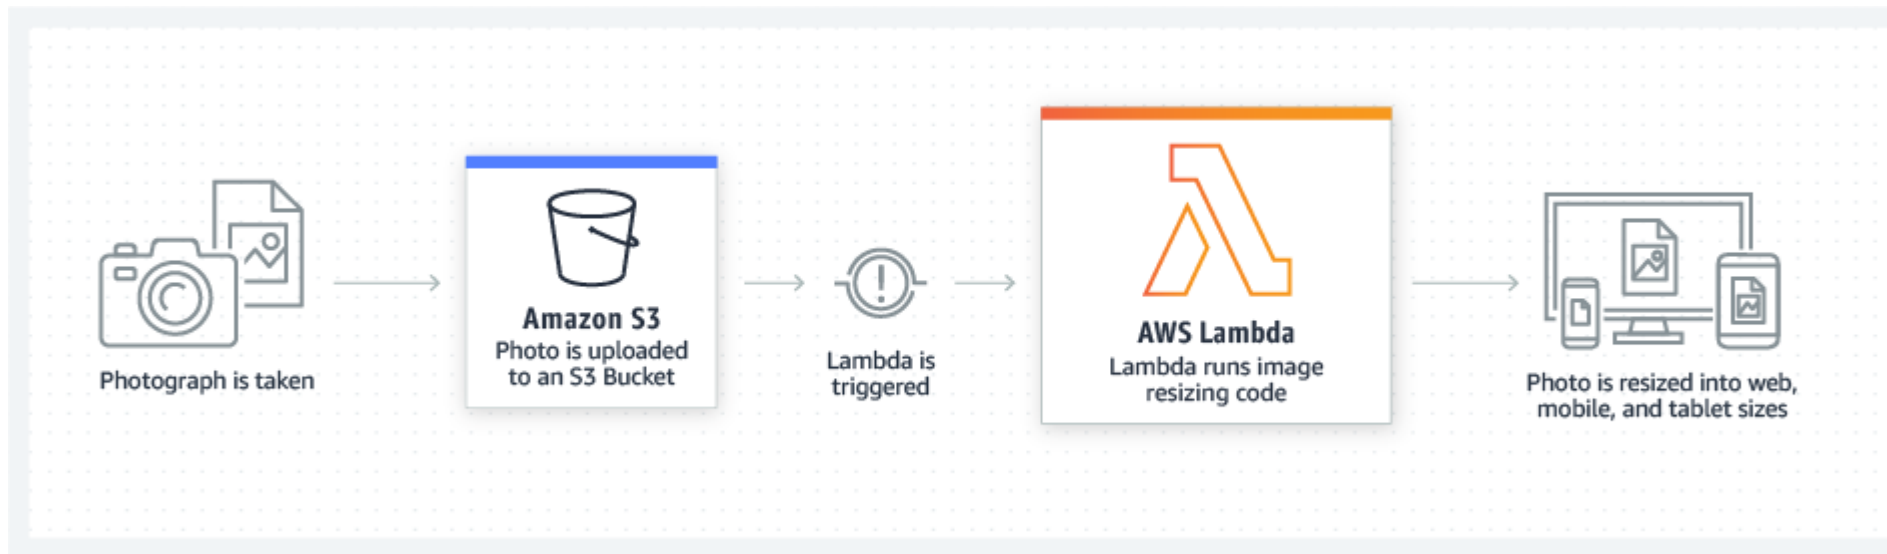 Photograph is taken
Amazon S3
Photo is uploaded
to an S3 Bucket
Lambda is
triggered
AWS Lambda
Lambda runs image
resizing code
Photo is resized into web,
mobile, and tablet sizes